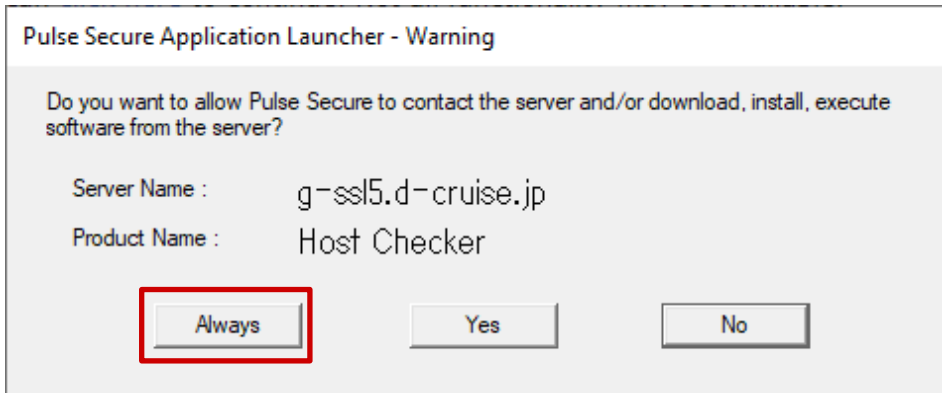 Pulse Secure Application Launcher - Warning
Do you want to allow Pulse Secure to contact the server and/or download, install, execute
software from the server?
Server Name :
g-ssl5.d-cruise.jp
Product Name :
Host Checker
Always
Yes
No